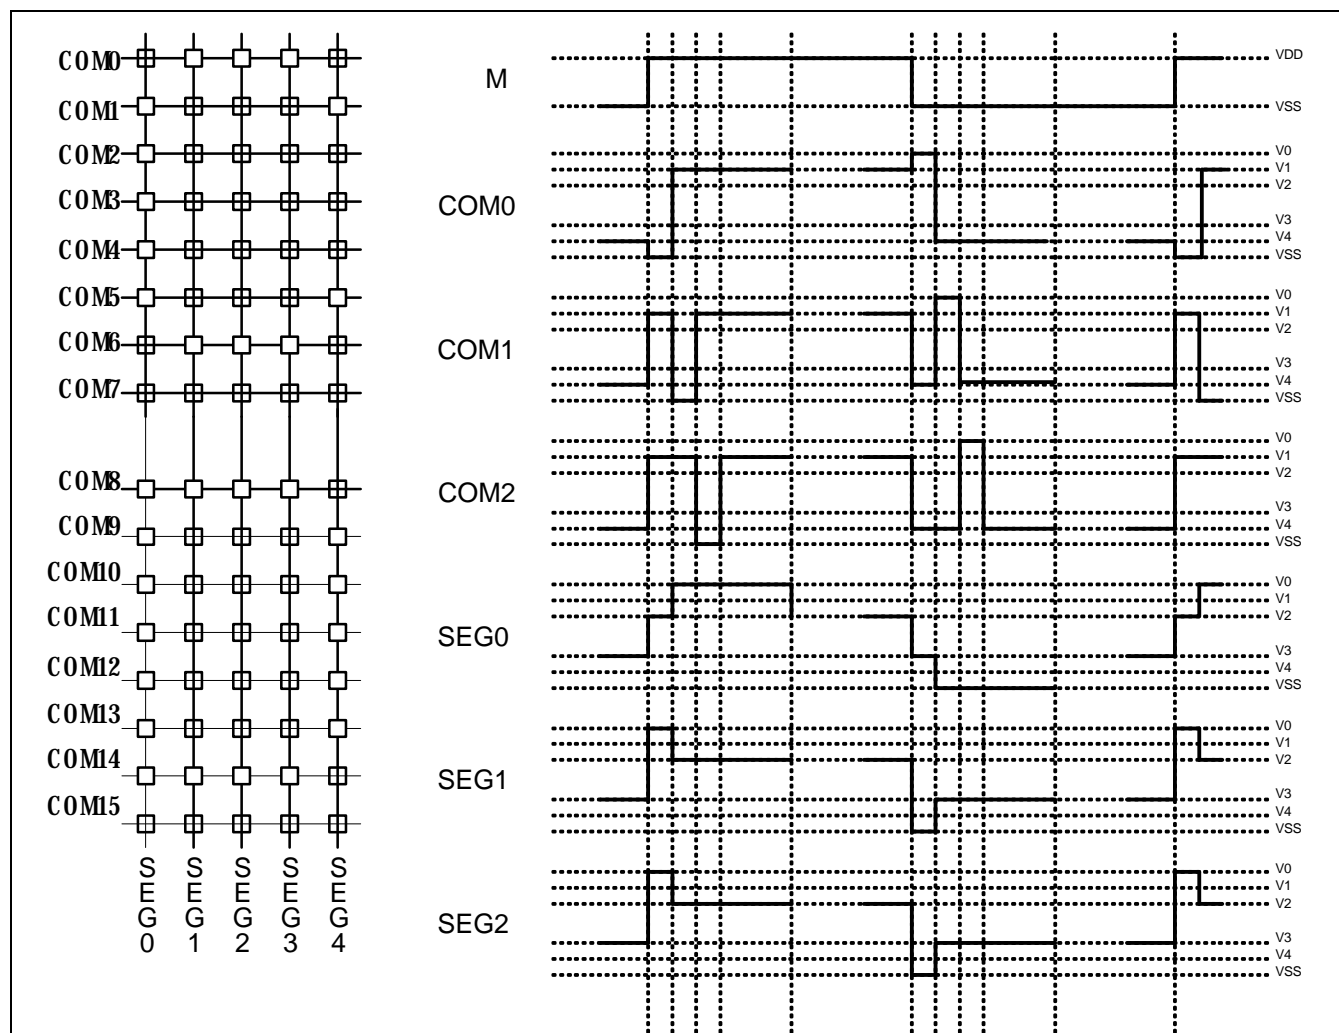 COM0
COM1
COM2
COM3
COM4
COM5
COM6
COM7
COM8
COM9
COM10
COM11
COM12
COM13
COM14
COM15
SEG0
SEG1
SEG2
SEG3
SEG4
M
VDD
VSS
COM0
V0
V1
V2
V3
V4
VSS
COM1
V0
V1
V2
V3
V4
VSS
COM2
V0
V1
V2
V3
V4
VSS
SEG0
V0
V1
V2
V3
V4
VSS
SEG1
V0
V1
V2
V3
V4
VSS
SEG2
V0
V1
V2
V3
V4
VSS